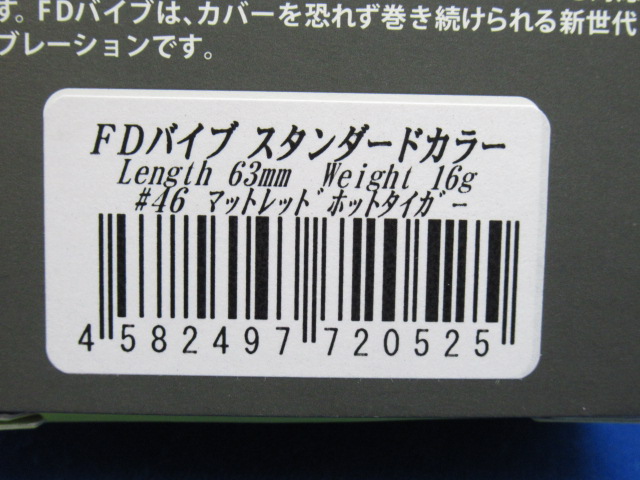 す。FDバイブは、カバーを恐れず巻き続けられる新世代
ブレーションです。
FDバイブ スタンダードカラー
Length 63mm Weight 16g
#46 マットレッドホットタイガー
4 582497 720525